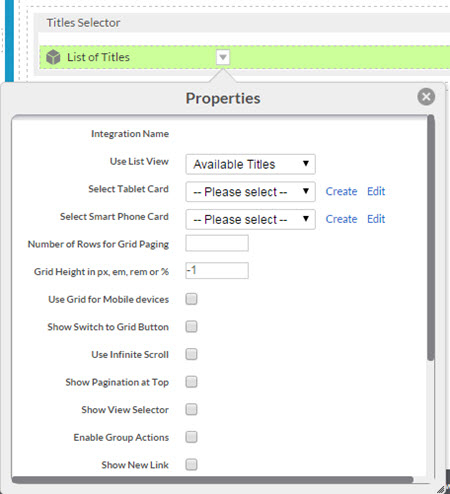 Titles Selector
List of Titles
Properties
Integration Name
Use List View Available Titles
Select Tablet Card -- Please select -- Create Edit
Select Smart Phone Card -- Please select -- Create Edit
Number of Rows for Grid Paging
Grid Height in px, em, rem or % -1
Use Grid for Mobile devices
Show Switch to Grid Button
Use Infinite Scroll
Show Pagination at Top
Show View Selector
Enable Group Actions
Show New Link